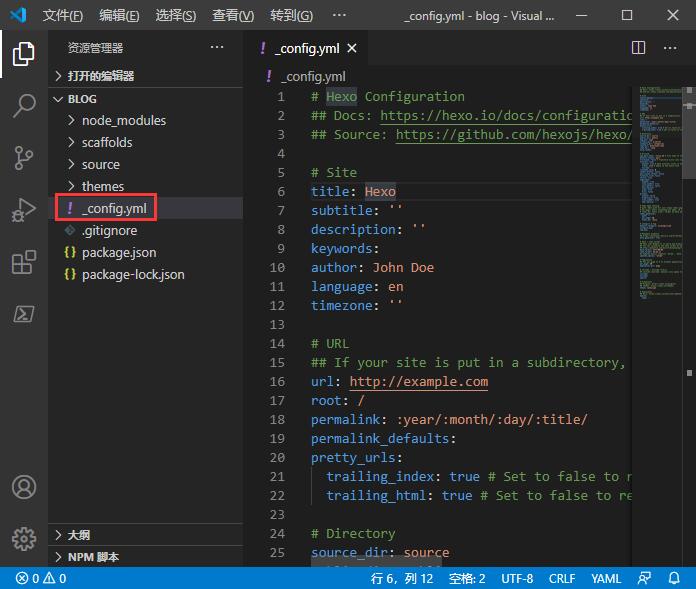 文件(F) 编辑(E) 选择(S) 查看(V) 转到(G) ··· _config.yml - blog - Visual ...
资源管理器 ···
打开的编辑器
BLOG
node_modules
scaffolds
source
themes
! _config.yml
.gitignore
{} package.json
{} package-lock.json
大纲
NPM 脚本
! _config.yml
! _config.yml
1 # Hexo Configuration
2 ## Docs: https://hexo.io/docs/configuratio
3 ## Source: https://github.com/hexojs/hexo/
4
5 # Site
6 title: Hexo
7 subtitle: ''
8 description: ''
9 keywords:
10 author: John Doe
11 language: en
12 timezone: ''
13
14 # URL
15 ## If your site is put in a subdirectory,
16 url: http://example.com
17 root: /
18 permalink: :year/:month/:day/:title/
19 permalink_defaults:
20 pretty_urls:
21 trailing_index: true # Set to false to r
22 trailing_html: true # Set to false to re
23
24 # Directory
25 source_dir: source
0 0 行 6，列 12 空格: 2 UTF-8 CRLF YAML